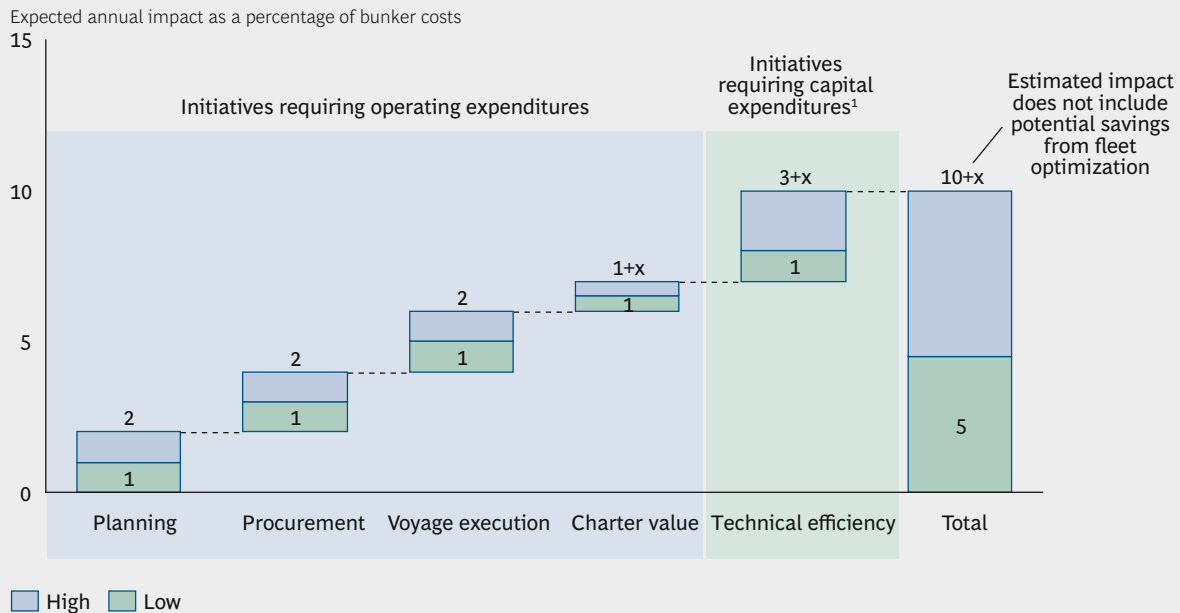 Expected annual impact as a percentage of bunker costs
15
10
5
0
Initiatives requiring operating expenditures
Initiatives
requiring capital
expenditures¹
Estimated impact
does not include
potential savings
from fleet
optimization
2
1
2
1
2
1
1+x
1
3+x
1
10+x
5
Planning
Procurement
Voyage execution
Charter value
Technical efficiency
Total
High
Low